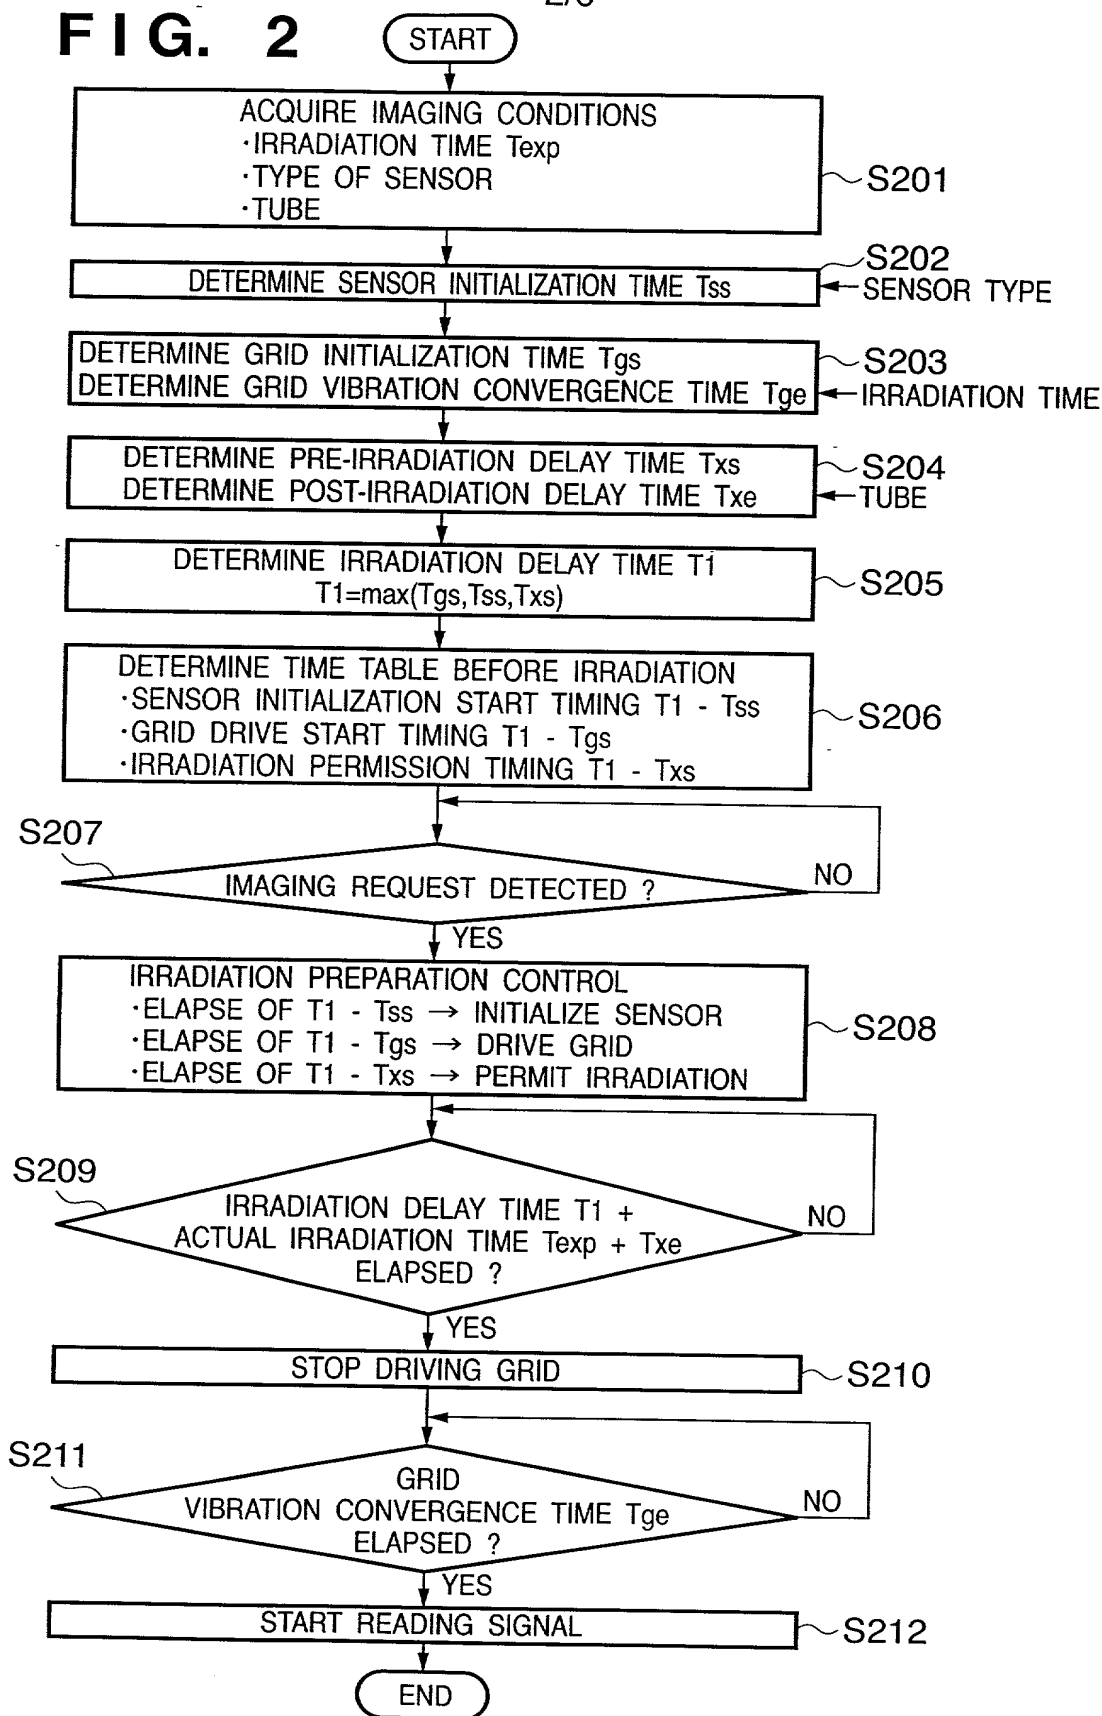 FIG. 2
START
ACQUIRE IMAGING CONDITIONS
·IRRADIATION TIME Texp
·TYPE OF SENSOR
·TUBE
S201
DETERMINE SENSOR INITIALIZATION TIME Tss
S202
SENSOR TYPE
DETERMINE GRID INITIALIZATION TIME Tgs
DETERMINE GRID VIBRATION CONVERGENCE TIME Tge
S203
IRRADIATION TIME
DETERMINE PRE-IRRADIATION DELAY TIME Txs
DETERMINE POST-IRRADIATION DELAY TIME Txe
S204
TUBE
DETERMINE IRRADIATION DELAY TIME T1
T1=max(Tgs,Tss,Txs)
S205
DETERMINE TIME TABLE BEFORE IRRADIATION
·SENSOR INITIALIZATION START TIMING T1 - Tss
·GRID DRIVE START TIMING T1 - Tgs
·IRRADIATION PERMISSION TIMING T1 - Txs
S206
S207
IMAGING REQUEST DETECTED ?
NO
YES
IRRADIATION PREPARATION CONTROL
·ELAPSE OF T1 - Tss → INITIALIZE SENSOR
·ELAPSE OF T1 - Tgs → DRIVE GRID
·ELAPSE OF T1 - Txs → PERMIT IRRADIATION
S208
S209
IRRADIATION DELAY TIME T1 +
ACTUAL IRRADIATION TIME Texp + Txe
ELAPSED ?
NO
YES
STOP DRIVING GRID
S210
S211
GRID
VIBRATION CONVERGENCE TIME Tge
ELAPSED ?
NO
YES
START READING SIGNAL
S212
END